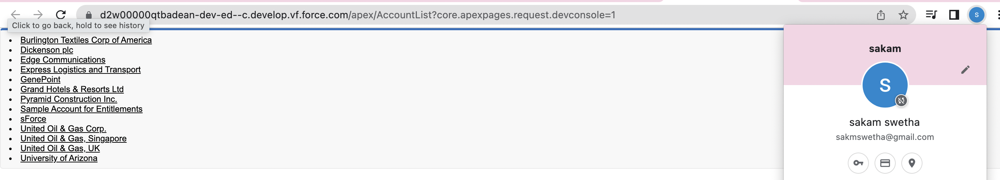 d2w00000qtbadean-dev-ed--c.develop.vf.force.com/apex/AccountList?core.apexpages.request.devconsole=1
S
Click to go back, hold to see history
Burlington Textiles Corp of America
Dickenson plc
Edge Communications
Express Logistics and Transport
GenePoint
Grand Hotels & Resorts Ltd
Pyramid Construction Inc.
Sample Account for Entitlements
sForce
United Oil & Gas Corp.
United Oil & Gas, Singapore
United Oil & Gas, UK
University of Arizona
sakam
S
sakam swetha
sakmswetha@gmail.com